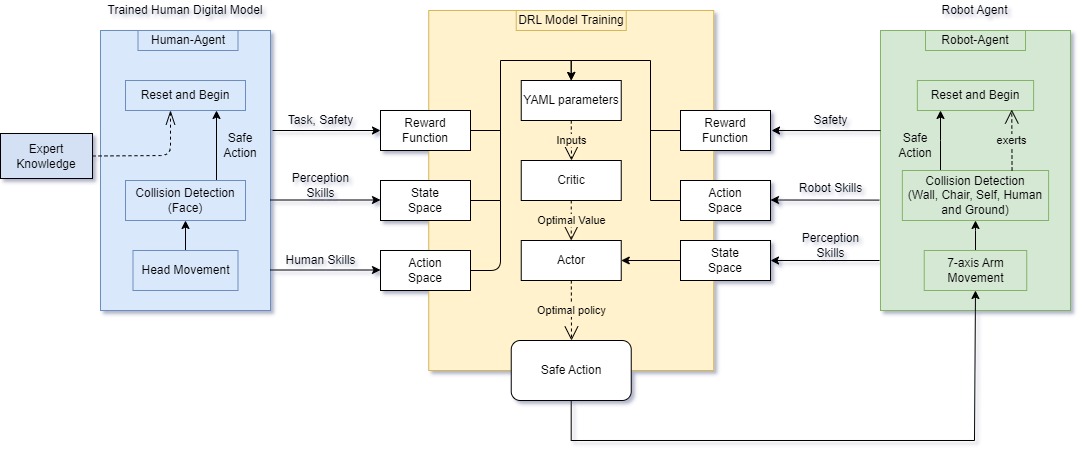 Trained Human Digital Model
DRL Model Training
Robot Agent
Human-Agent
Robot-Agent
Reset and Begin
YAML parameters
Reset and Begin
Task, Safety
Reward
Function
Reward
Function
Safety
Expert
Knowledge
Safe
Action
Inputs
Safe
Action
exerts
Perception
Skills
Collision Detection
(Face)
State
Space
Critic
Action
Space
Robot Skills
Collision Detection
(Wall, Chair, Self, Human
and Ground)
Optimal Value
Head Movement
Human Skills
Action
Space
Actor
State
Space
Perception
Skills
7-axis Arm
Movement
Optimal policy
Safe Action